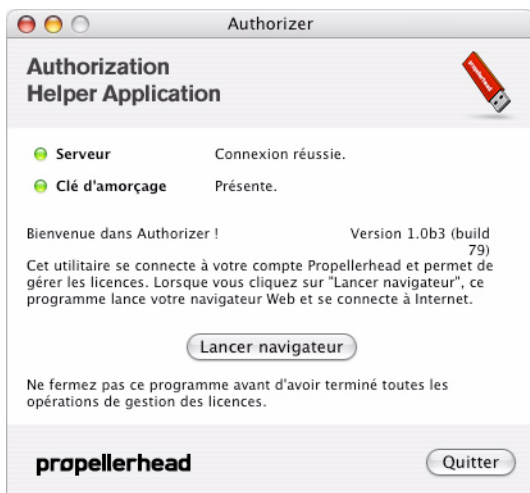 Authorizer
Authorization
Helper Application
propellerhead
Serveur Connexion réussie.
Clé d'amorçage Présente.
Bienvenue dans Authorizer ! Version 1.0b3 (build
79)
Cet utilitaire se connecte à votre compte Propellerhead et permet de
gérer les licences. Lorsque vous cliquez sur "Lancer navigateur", ce
programme lance votre navigateur Web et se connecte à Internet.
Lancer navigateur
Ne fermez pas ce programme avant d'avoir terminé toutes les
opérations de gestion des licences.
propellerhead
Quitter